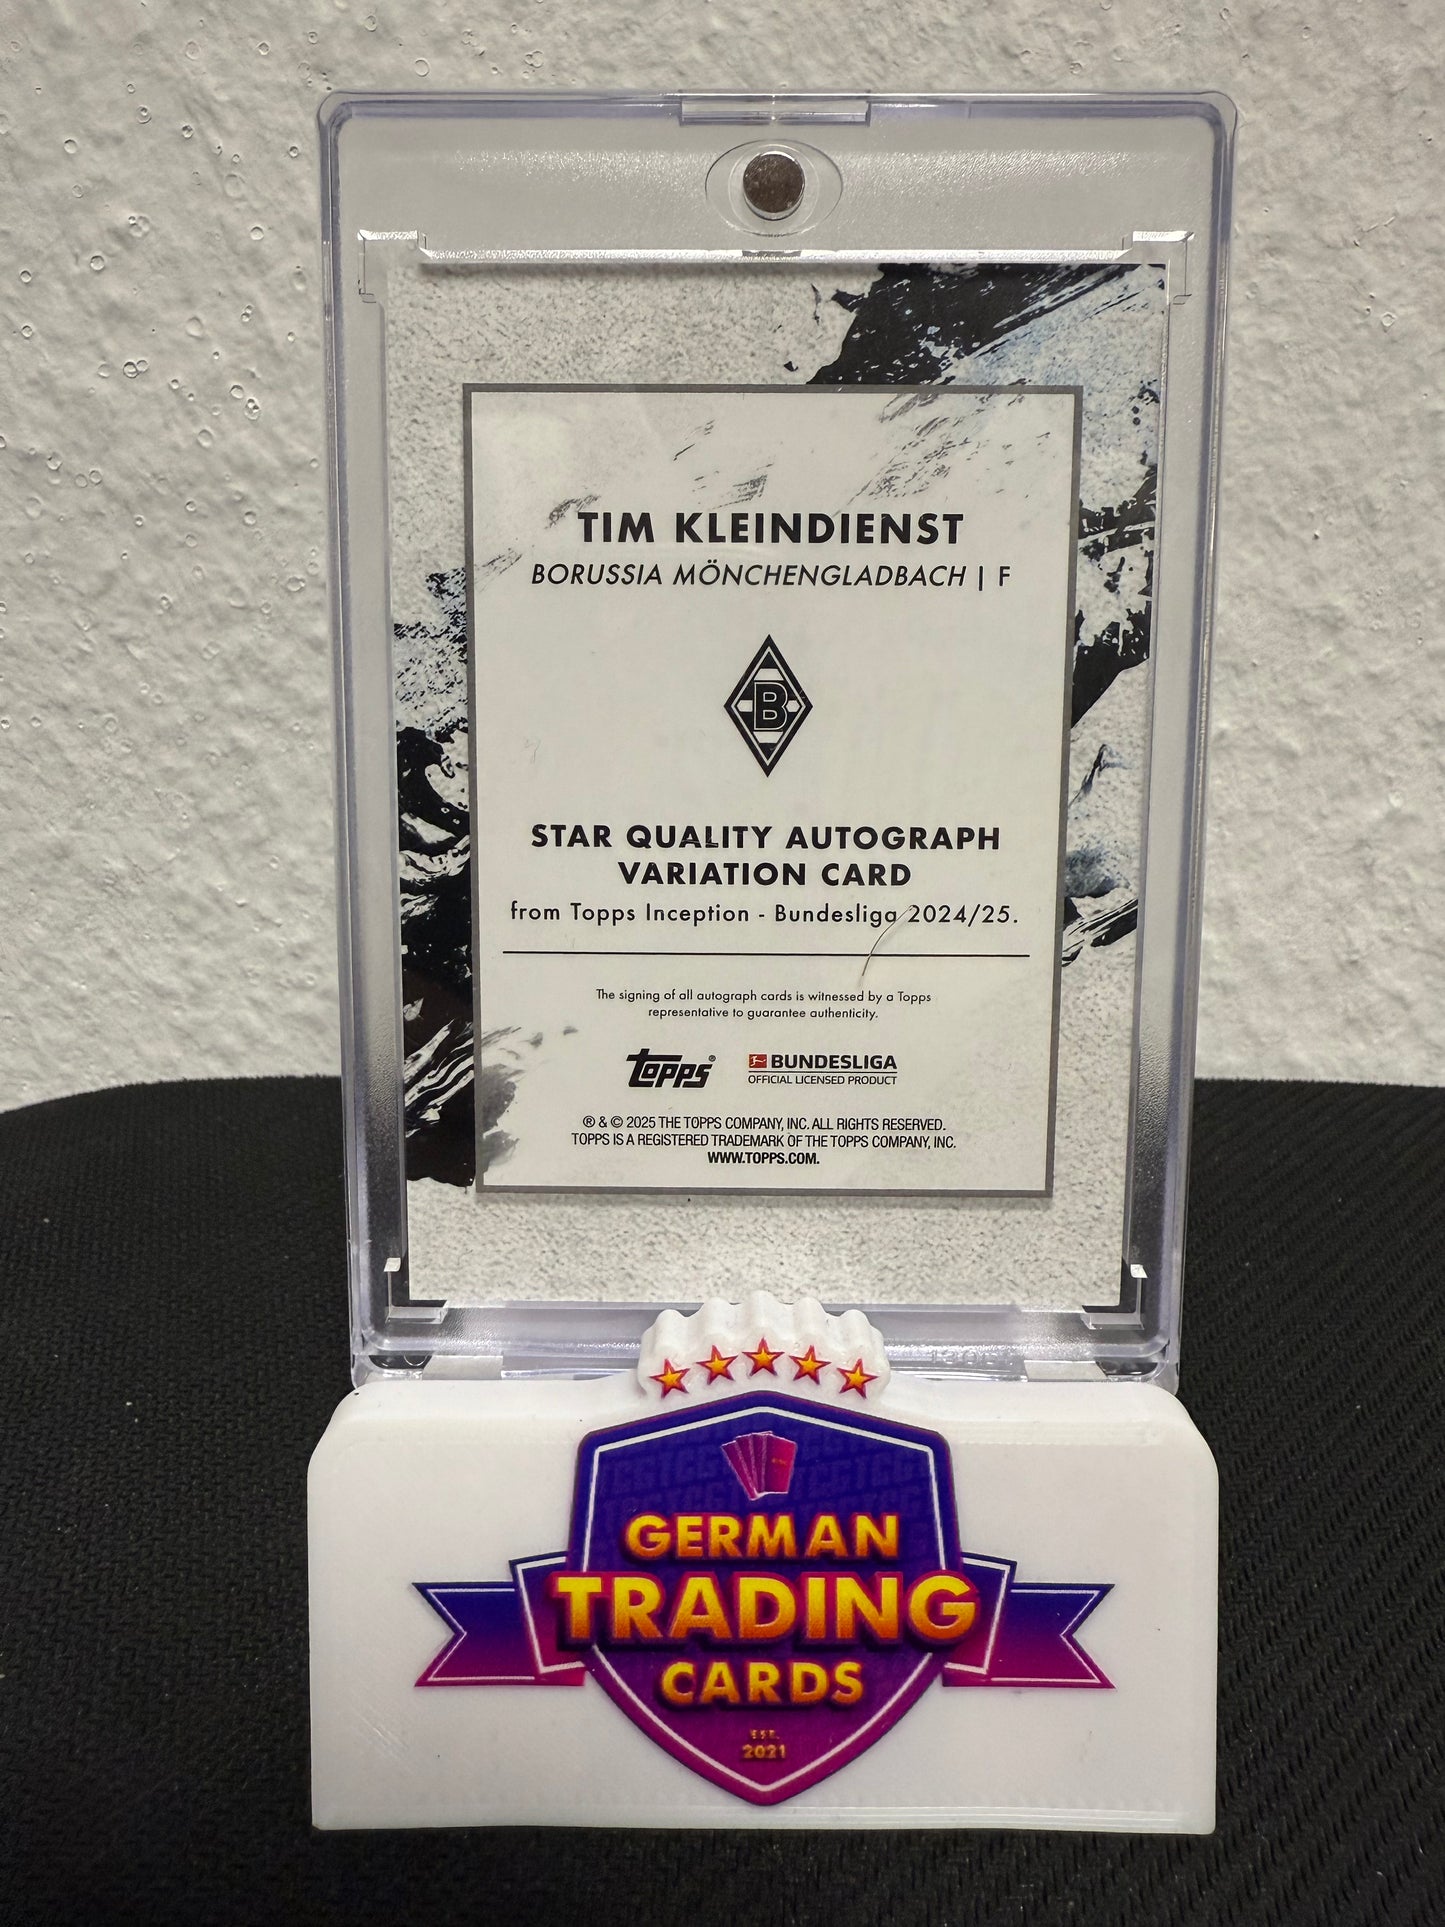 TIM KLEINDIENST
BORUSSIA MÖNCHENGLADBACH | F
B
STAR QUALITY AUTOGRAPH
VARIATION CARD
from Topps Inception - Bundesliga 2024/25.
The signing of all autograph cards is witnessed by a Topps
representative to guarantee authenticity.
topps® BUNDESLIGA
OFFICIAL LICENSED PRODUCT
® & © 2025 THE TOPPS COMPANY, INC. ALL RIGHTS RESERVED.
TOPPS IS A REGISTERED TRADEMARK OF THE TOPPS COMPANY, INC.
WWW.TOPPS.COM.
GERMAN
TRADING
CARDS
EST.
2021